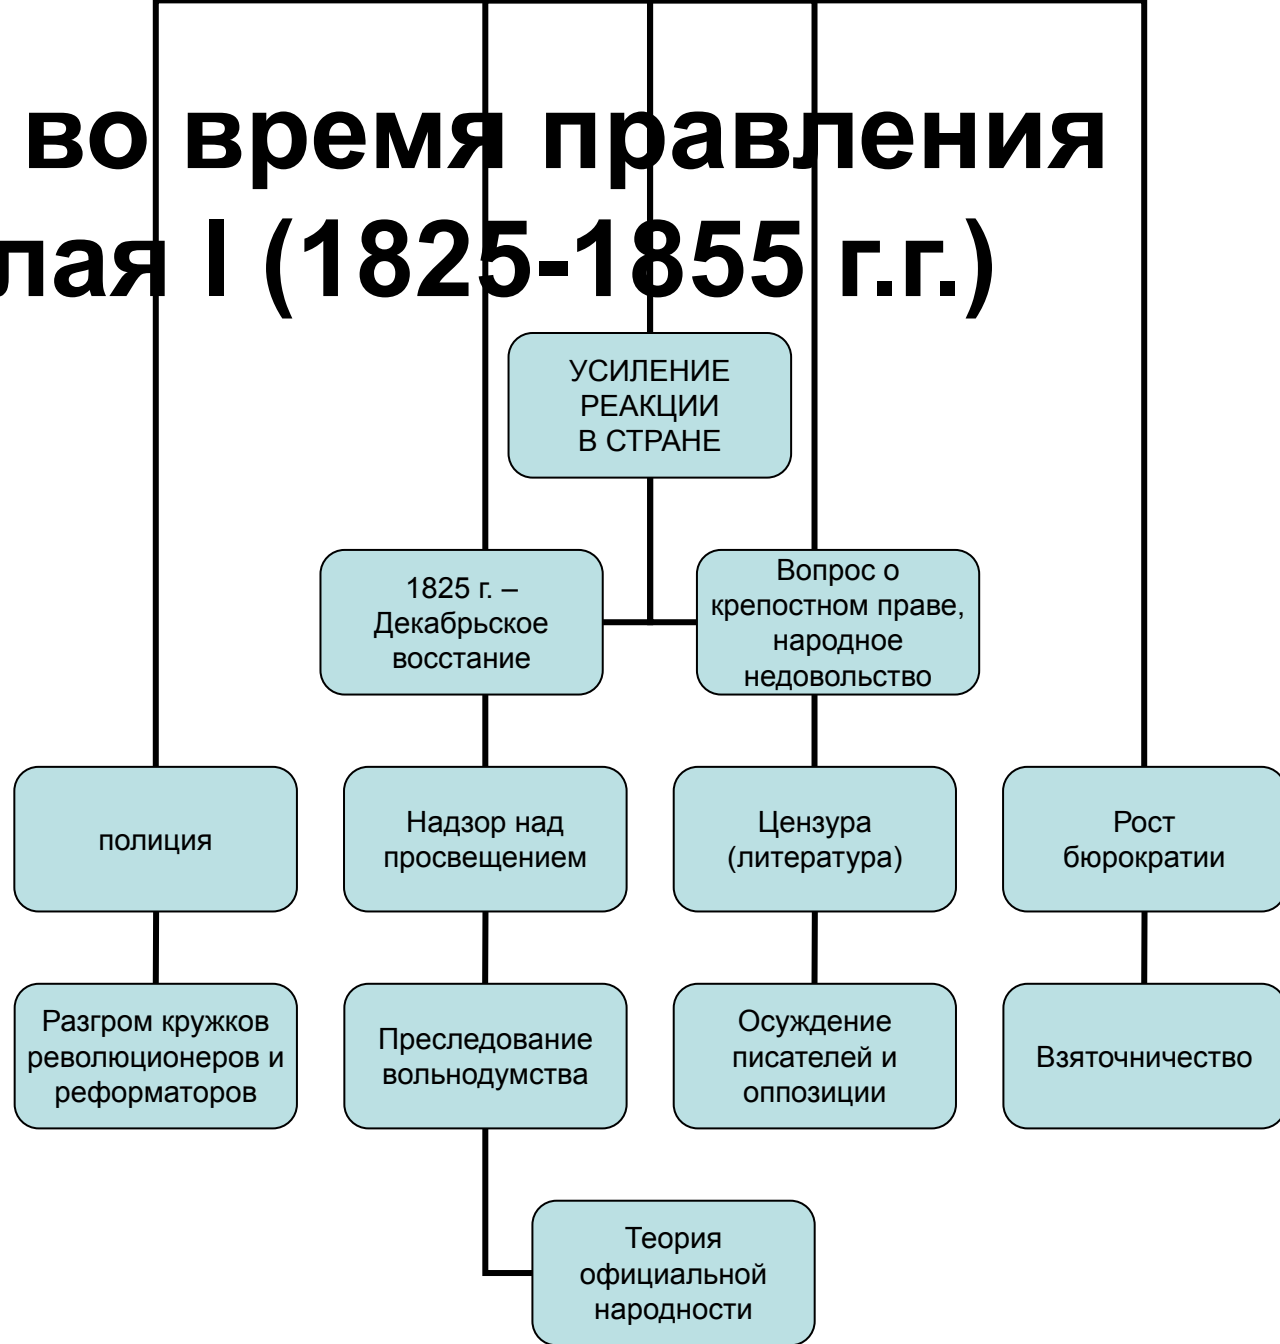 во время правления
лая I (1825-1855 г.г.)
УСИЛЕНИЕ
РЕАКЦИИ
В СТРАНЕ
1825 г. –
Декабрьское
восстание
Вопрос о
крепостном праве,
народное
недовольство
полиция
Надзор над
просвещением
Цензура
(литература)
Рост
бюрократии
Разгром кружков
революционеров и
реформаторов
Преследование
вольнодумства
Осуждение
писателей и
оппозиции
Взяточничество
Теория
официальной
народности